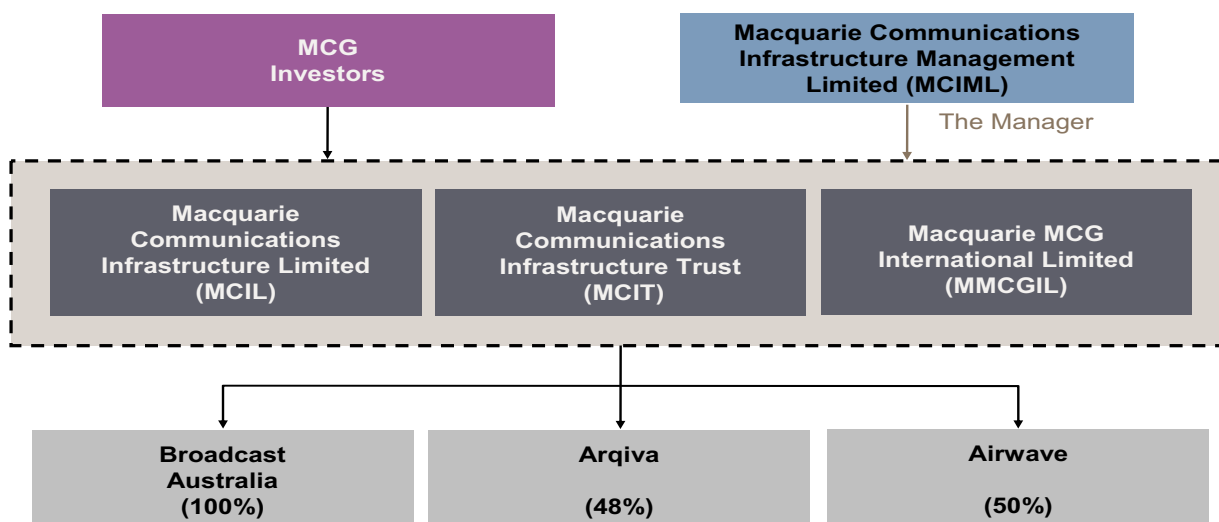 MCG
Investors
Macquarie Communications
Infrastructure Management
Limited (MCIML)
The Manager
Macquarie
Communications
Infrastructure Limited
(MCIL)
Macquarie
Communications
Infrastructure Trust
(MCIT)
Macquarie MCG
International Limited
(MMCGIL)
Broadcast
Australia
(100%)
Arqiva
(48%)
Airwave
(50%)